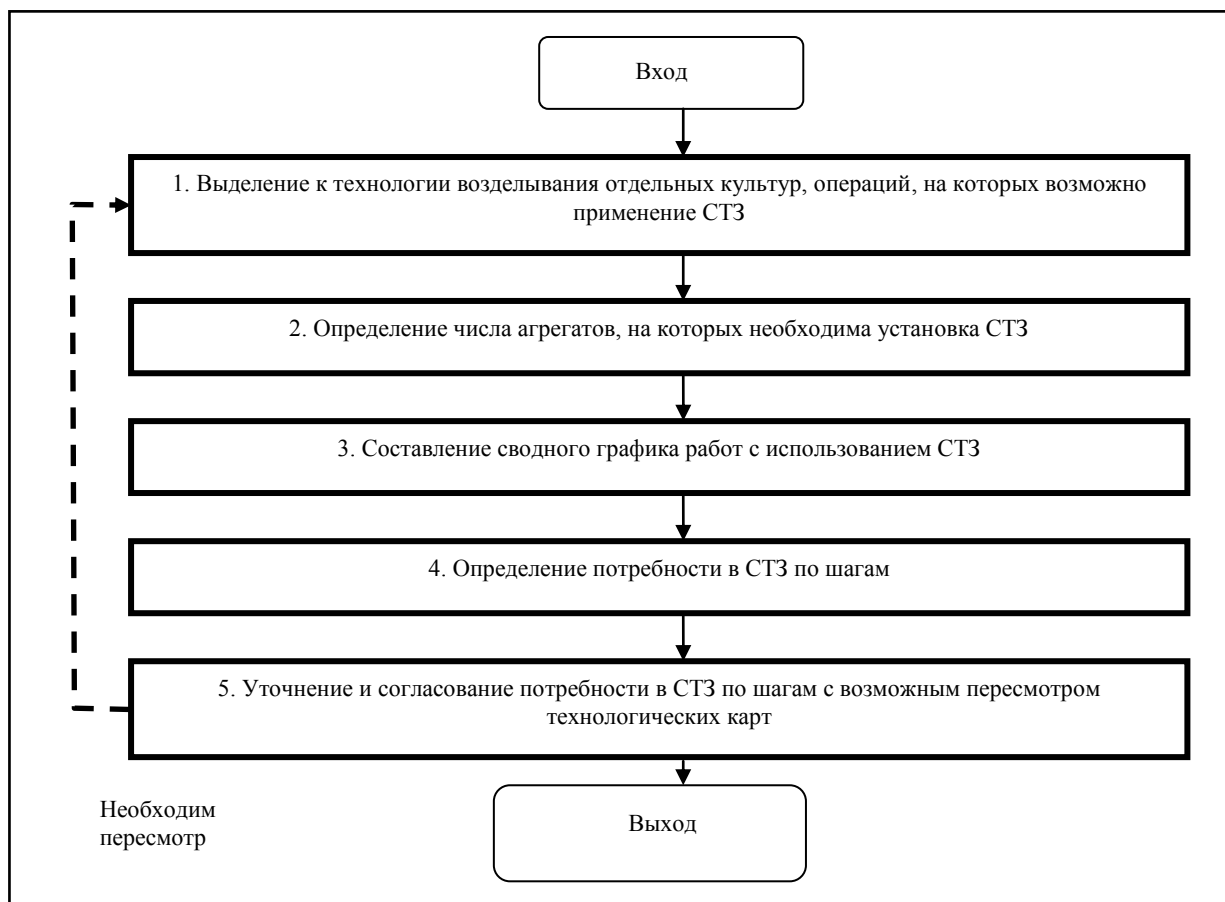 Вход
1. Выделение к технологии возделывания отдельных культур, операций, на которых возможно
применение СТЗ
2. Определение числа агрегатов, на которых необходима установка СТЗ
3. Составление сводного графика работ с использованием СТЗ
4. Определение потребности в СТЗ по шагам
5. Уточнение и согласование потребности в СТЗ по шагам с возможным пересмотром
технологических карт
Необходим
пересмотр
Выход